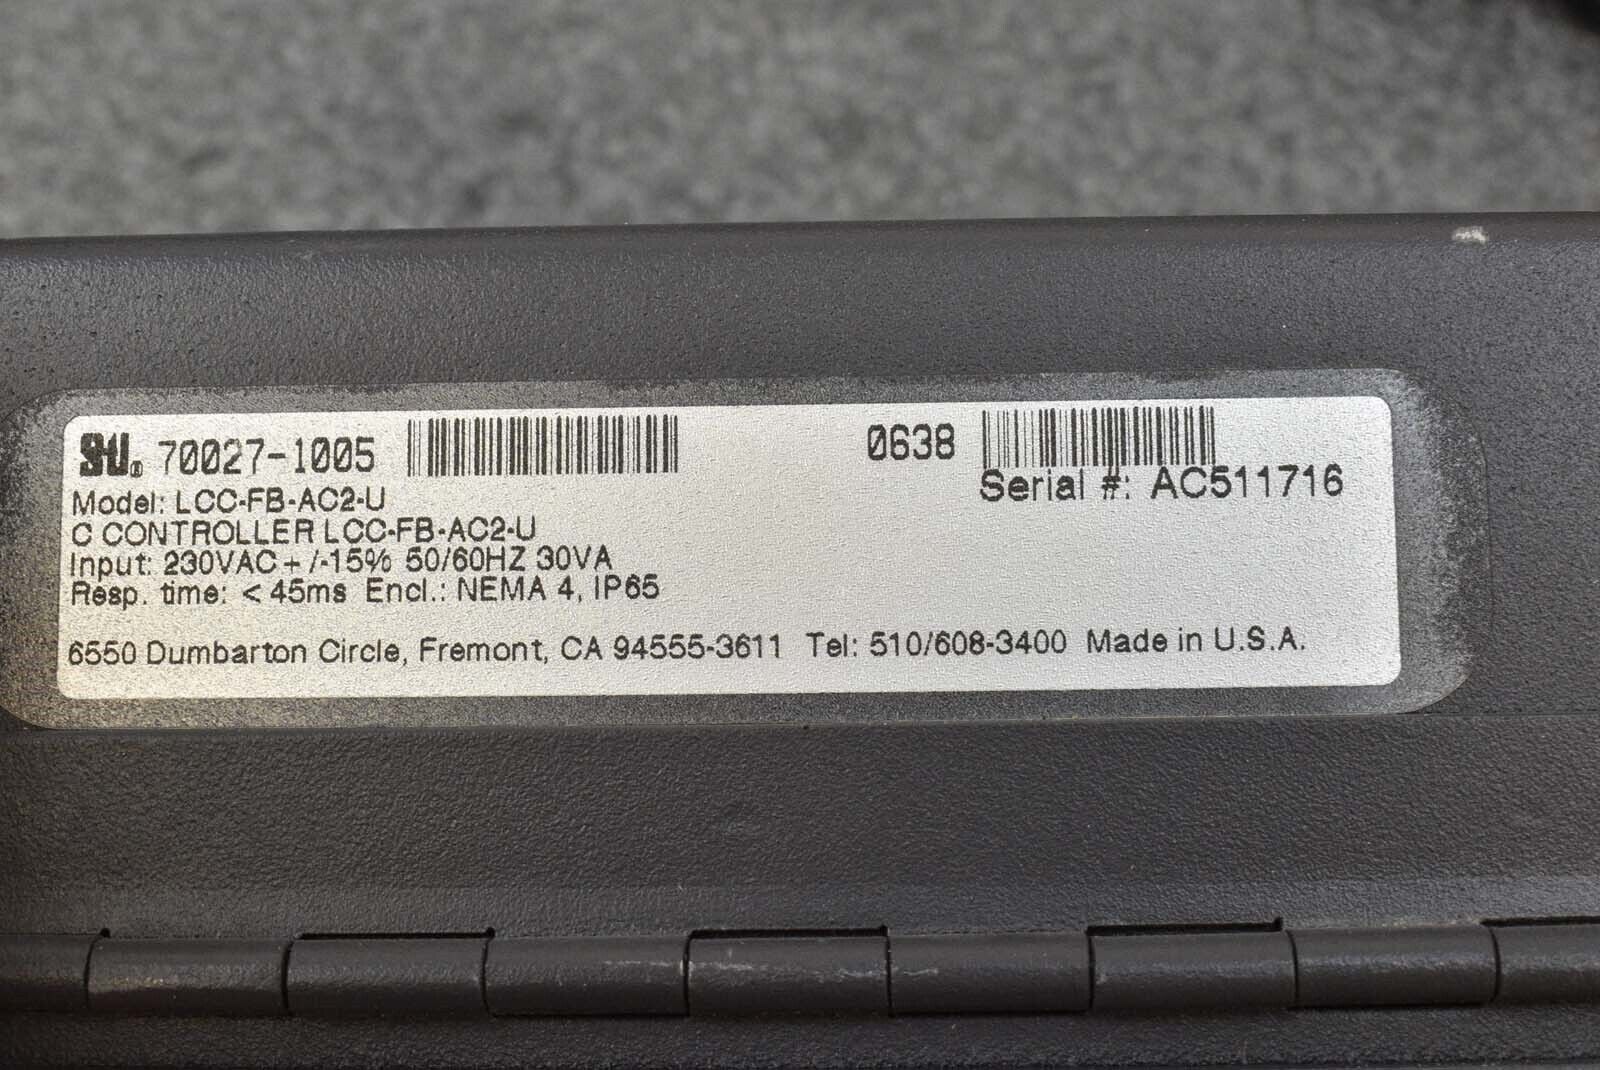 STI® 70027-1005 0638
Serial #: AC511716
Model: LCC-FB-AC2-U
C CONTROLLER LCC-FB-AC2-U
Input: 230VAC+/-15% 50/60HZ 30VA
Resp. time: <45ms Encl.: NEMA 4, IP65
6550 Dumbarton Circle, Fremont, CA 94555-3611 Tel: 510/608-3400 Made in U.S.A.